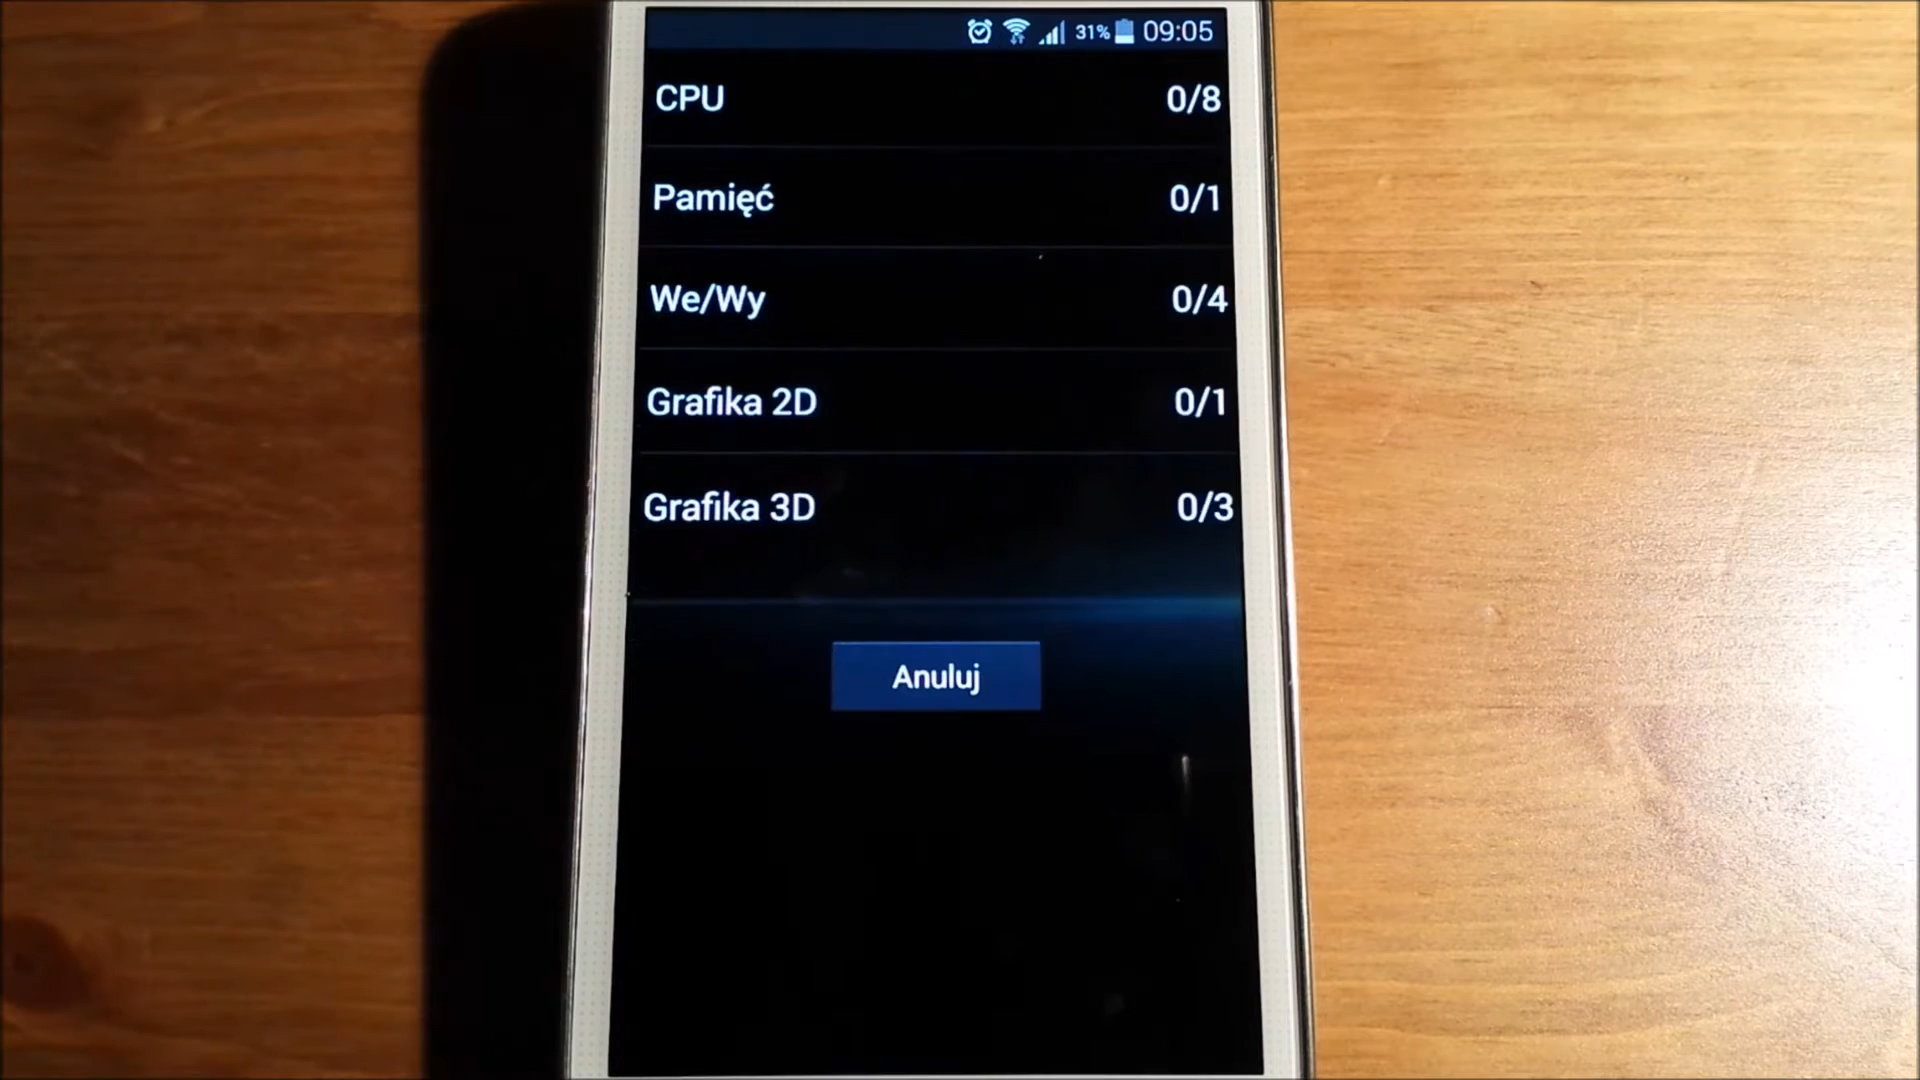 31% 09:05
CPU 0/8
Pamięć 0/1
We/Wy 0/4
Grafika 2D 0/1
Grafika 3D 0/3
Anuluj